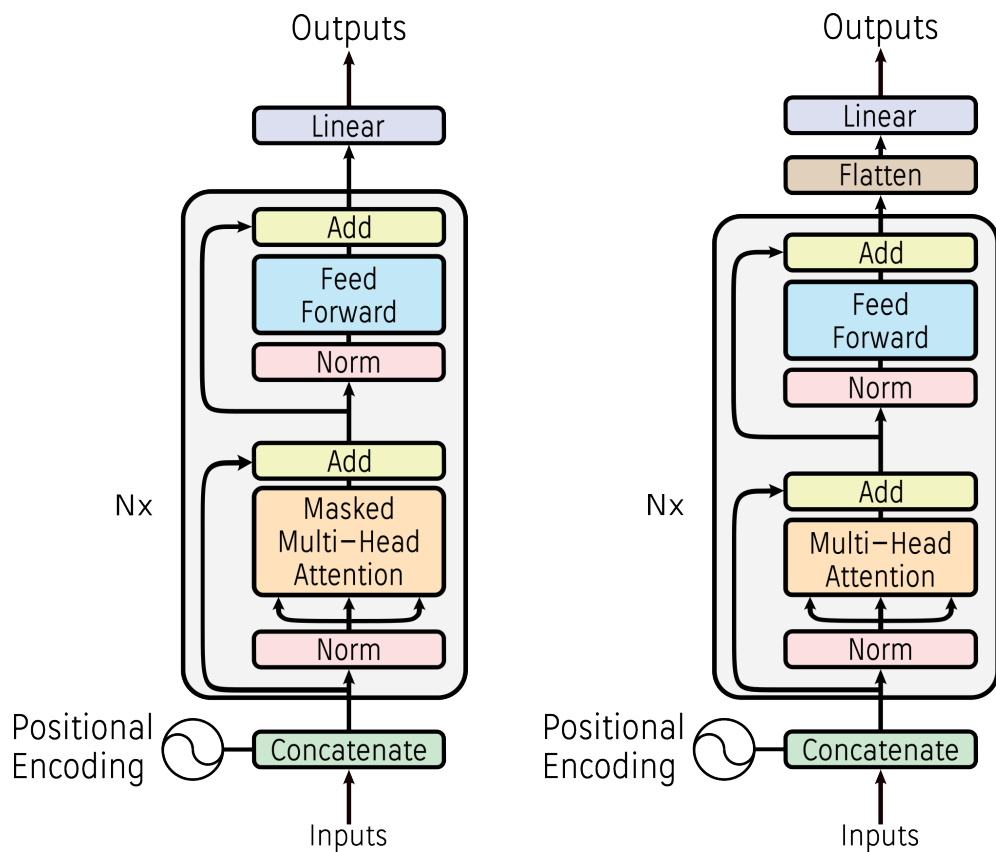 Outputs
Linear
Add
Feed
Forward
Norm
Add
Nx
Masked
Multi-Head
Attention
Norm
Positional
Encoding
Concatenate
Inputs
Outputs
Linear
Flatten
Add
Feed
Forward
Norm
Add
Nx
Multi-Head
Attention
Norm
Positional
Encoding
Concatenate
Inputs